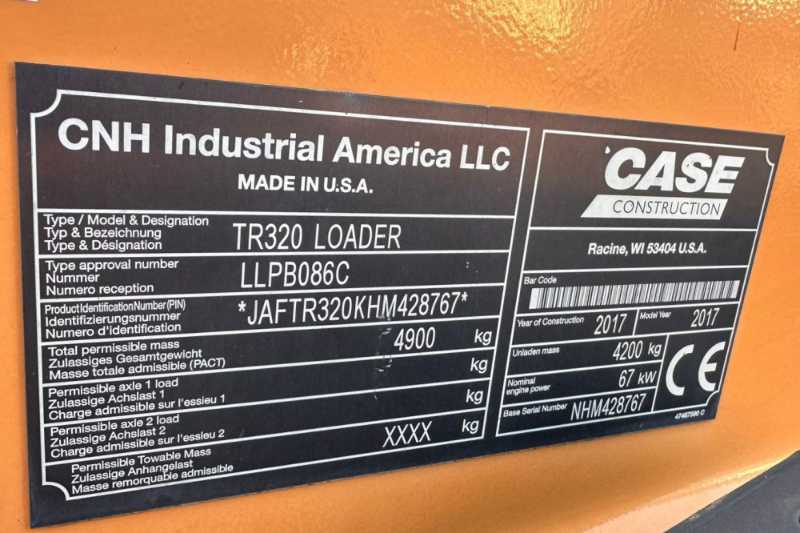 CNH Industrial America LLC
MADE IN U.S.A.
Type / Model & Designation
Typ & Bezeichnung
Type & Désignation
TR320 LOADER
Type approval number
Nummer
Numero reception
LLPB086C
Product Identification Number (PIN)
Identifizierungsnummer
Numero d'identification
*JAFTR320KHM428767*
Total permissible mass
Zulassiges Gesamtgewicht
Masse totale admissible (PACT)
4900 kg
Permissible axle 1 load
Zulassige Achslast 1
Charge admissible sur l'essieu 1
kg
Permissible axle 2 load
Zulassige Achslast 2
Charge admissible sur l'essieu 2
kg
Permissible Towable Mass
Zulassige Anhangelast
Masse remorquable admissible
XXXX kg
CASE
CONSTRUCTION
Racine, WI 53404 U.S.A.
Bar Code
Year of Construction 2017 Model Year 2017
Unladen mass 4200 kg
Nominal
engine power
67 kW
CE
Base Serial Number NHM428767